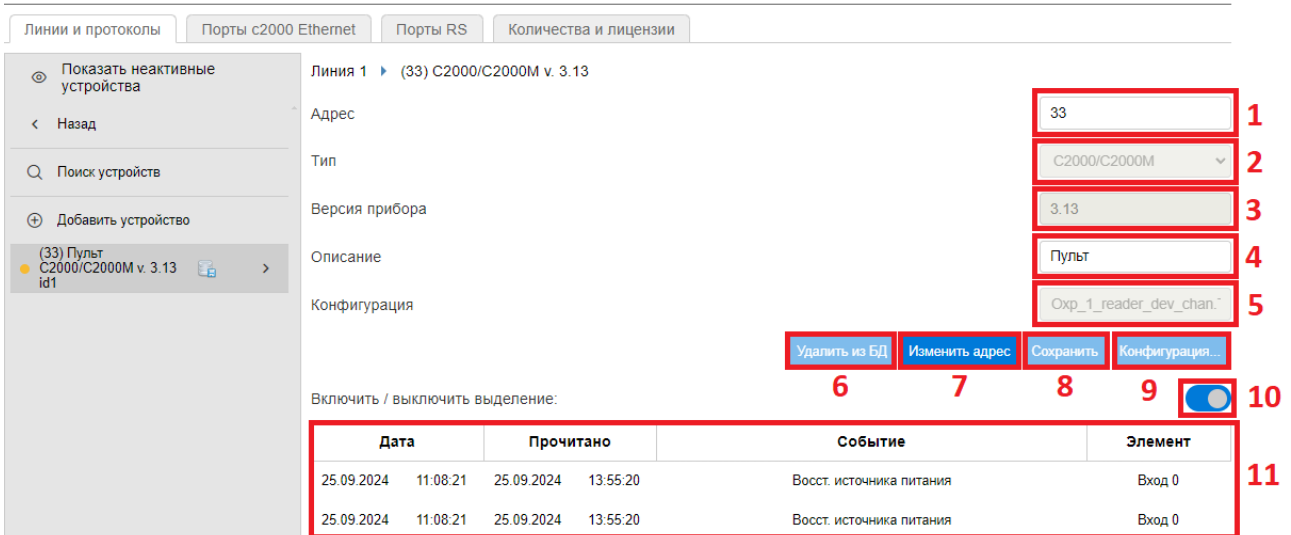 Линии и протоколы Порты с2000 Ethernet Порты RS Количества и лицензии
Показать неактивные
устройства
Назад
Поиск устройств
Добавить устройство
(33) Пульт
С2000/С2000М v. 3.13
id1
Линия 1 (33) С2000/С2000М v. 3.13
Адрес 33 1
Тип С2000/С2000М 2
Версия прибора 3.13 3
Описание Пульт 4
Конфигурация Oxp_1_reader_dev_chan. 5
Удалить из БД Изменить адрес Сохранить Конфигурация...
6 7 8 9
Включить / выключить выделение: 10
Дата Прочитано Событие Элемент
25.09.2024 11:08:21 25.09.2024 13:55:20 Восст. источника питания Вход 0 11
25.09.2024 11:08:21 25.09.2024 13:55:20 Восст. источника питания Вход 0